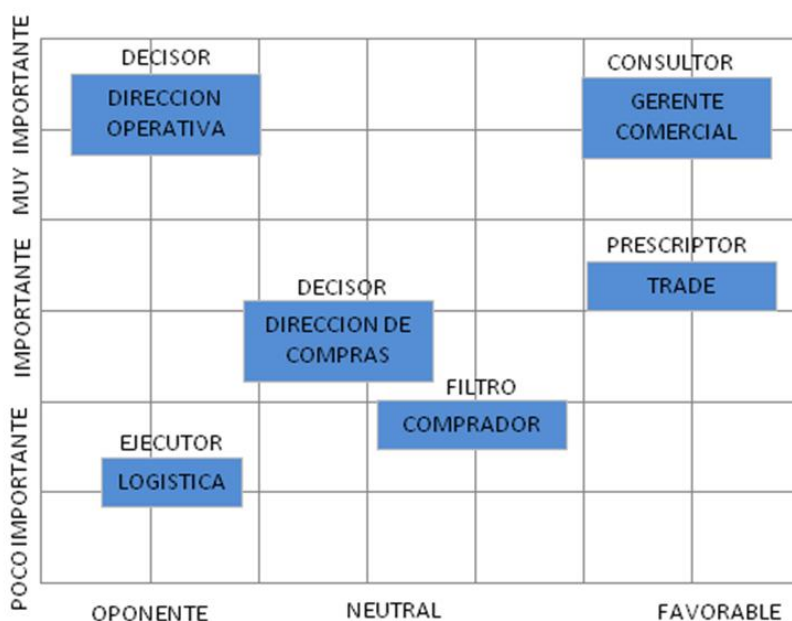 MUY IMPORTANTE
IMPORTANTE
POCO IMPORTANTE
DECISOR
DIRECCION
OPERATIVA
CONSULTOR
GERENTE
COMERCIAL
PRESCRIPTOR
TRADE
DECISOR
DIRECCION DE
COMPRAS
FILTRO
COMPRADOR
EJECUTOR
LOGISTICA
OPONENTE
NEUTRAL
FAVORABLE